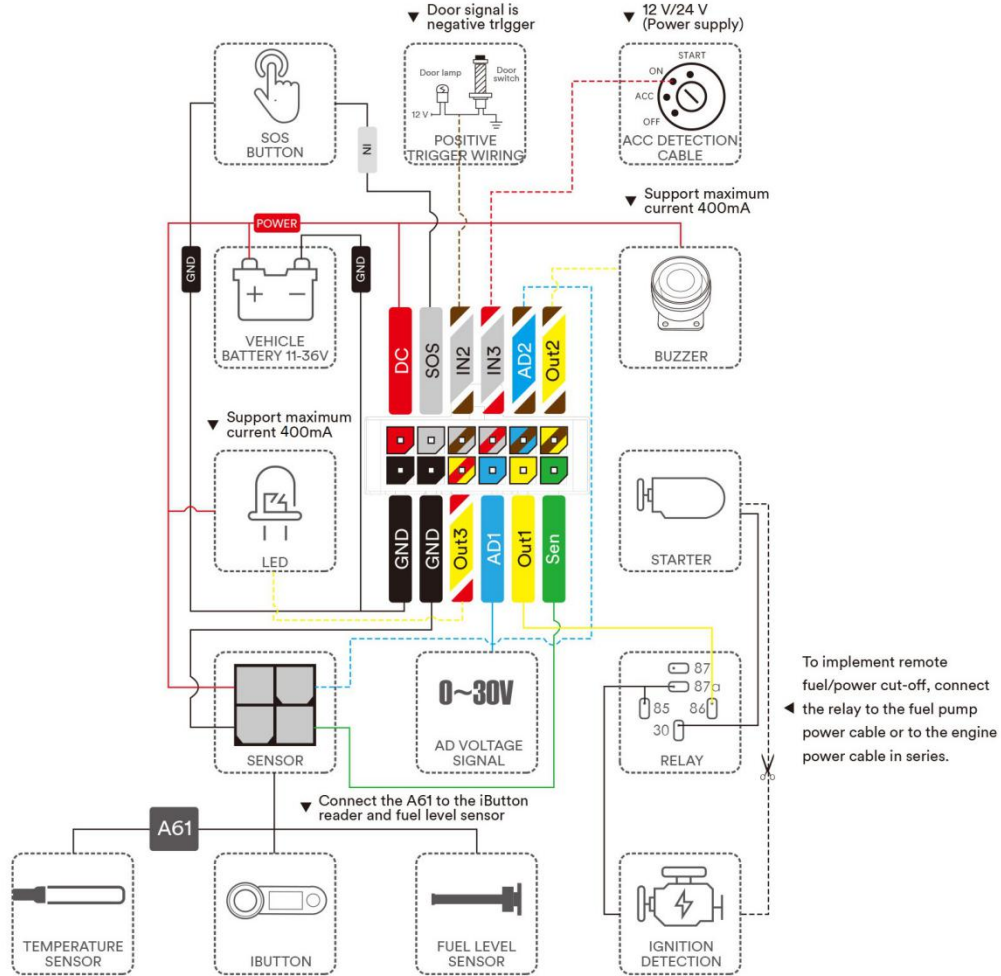 ▼ Door signal is
negative trigger
▼ 12 V/24 V
(Power supply)
Door lamp
Door
switch
12 V
START
ON
ACC
OFF
SOS
BUTTON
POSITIVE
TRIGGER WIRING
ACC DETECTION
CABLE
IN
▼ Support maximum
current 400mA
POWER
GND
GND
VEHICLE
BATTERY 11-36V
BUZZER
DC
SOS
IN2
IN3
AD2
Out2
▼ Support maximum
current 400mA
LED
STARTER
GND
GND
Out3
AD1
Out1
Sen
SENSOR
0~30V
AD VOLTAGE
SIGNAL
87
87a
85
86
30
RELAY
To implement remote
fuel/power cut-off, connect
◀ the relay to the fuel pump
power cable or to the engine
power cable in series.
▼ Connect the A61 to the iButton
reader and fuel level sensor
A61
TEMPERATURE
SENSOR
IBUTTON
FUEL LEVEL
SENSOR
IGNITION
DETECTION